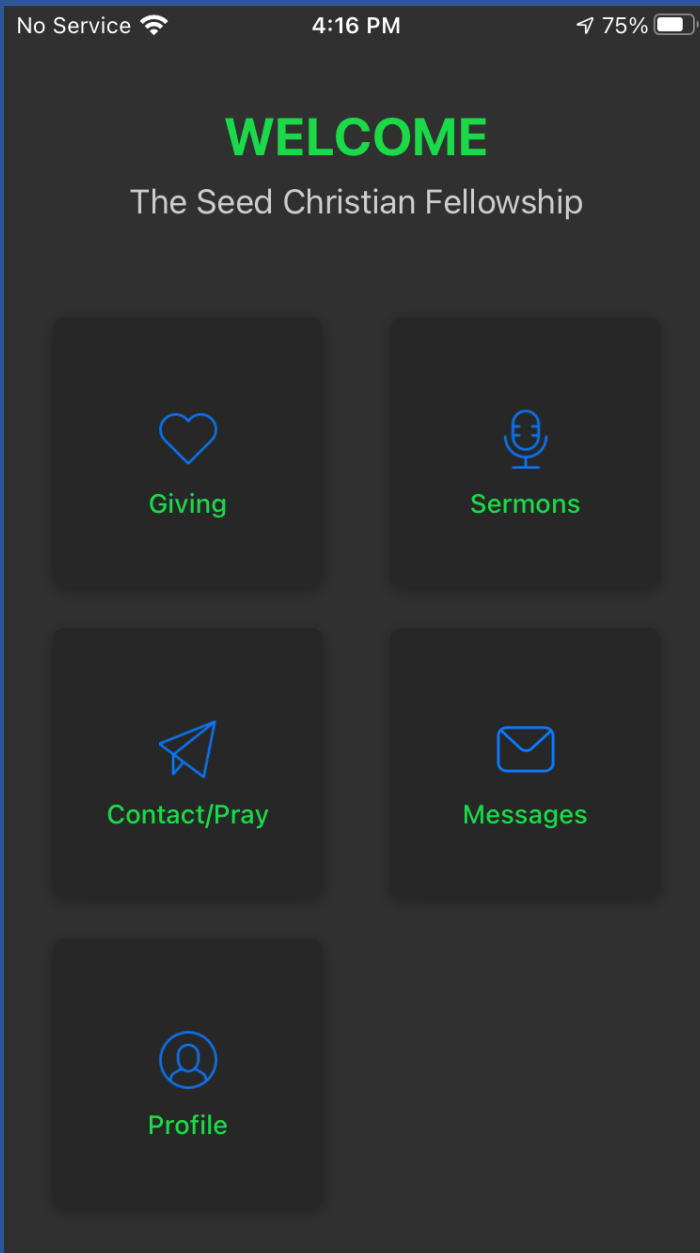 No Service 4:16 PM 75%
WELCOME
The Seed Christian Fellowship
Giving Sermons
Contact/Pray Messages
Profile